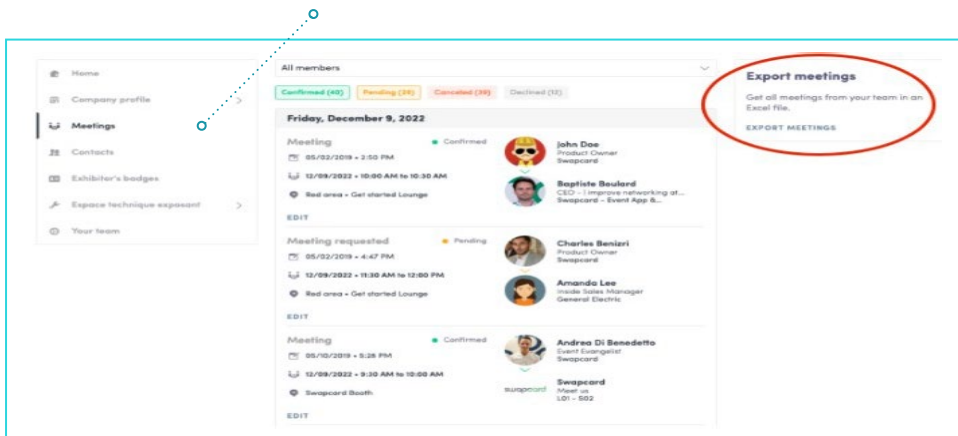 Home
Company profile
Meetings
Contacts
Exhibitor's badges
Espace technique exposant
Your team
All members
Confirmed (40)
Pending (28)
Canceled (38)
Declined (12)
Friday, December 9, 2022
Meeting
Confirmed
05/02/2019 • 2:50 PM
12/09/2022 • 10:00 AM to 10:30 AM
Red area • Get started Lounge
EDIT
John Doe
Product Owner
Swapcard
Baptiste Boulard
CEO - I improve networking at...
Swapcard - Event App &...
Meeting requested
Pending
05/02/2019 • 4:47 PM
12/09/2022 • 11:30 AM to 12:00 PM
Red area • Get started Lounge
EDIT
Charles Benizri
Product Owner
Swapcard
Amanda Lee
Inside Sales Manager
General Electric
Meeting
Confirmed
05/10/2019 • 5:28 PM
12/09/2022 • 9:30 AM to 10:00 AM
Swapcard Booth
EDIT
Andrea Di Benedetto
Event Evangelist
Swapcard
swapcard
Swapcard
Meet us
L01 - S02
Export meetings
Get all meetings from your team in an
Excel file.
EXPORT MEETINGS